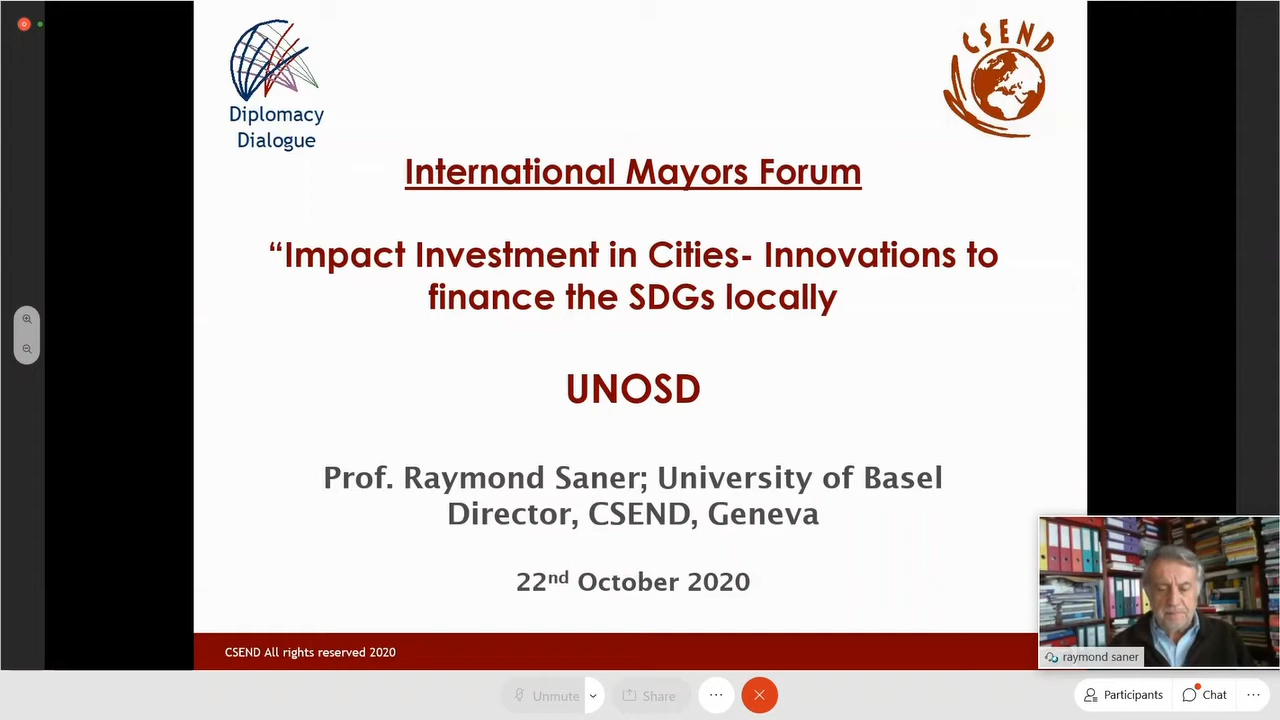 Diplomacy
Dialogue
CSEND
International Mayors Forum
“Impact Investment in Cities- Innovations to
finance the SDGs locally
UNOSD
Prof. Raymond Saner; University of Basel
Director, CSEND, Geneva
22nd October 2020
CSEND All rights reserved 2020
raymond saner
Unmute
Share
Participants
Chat